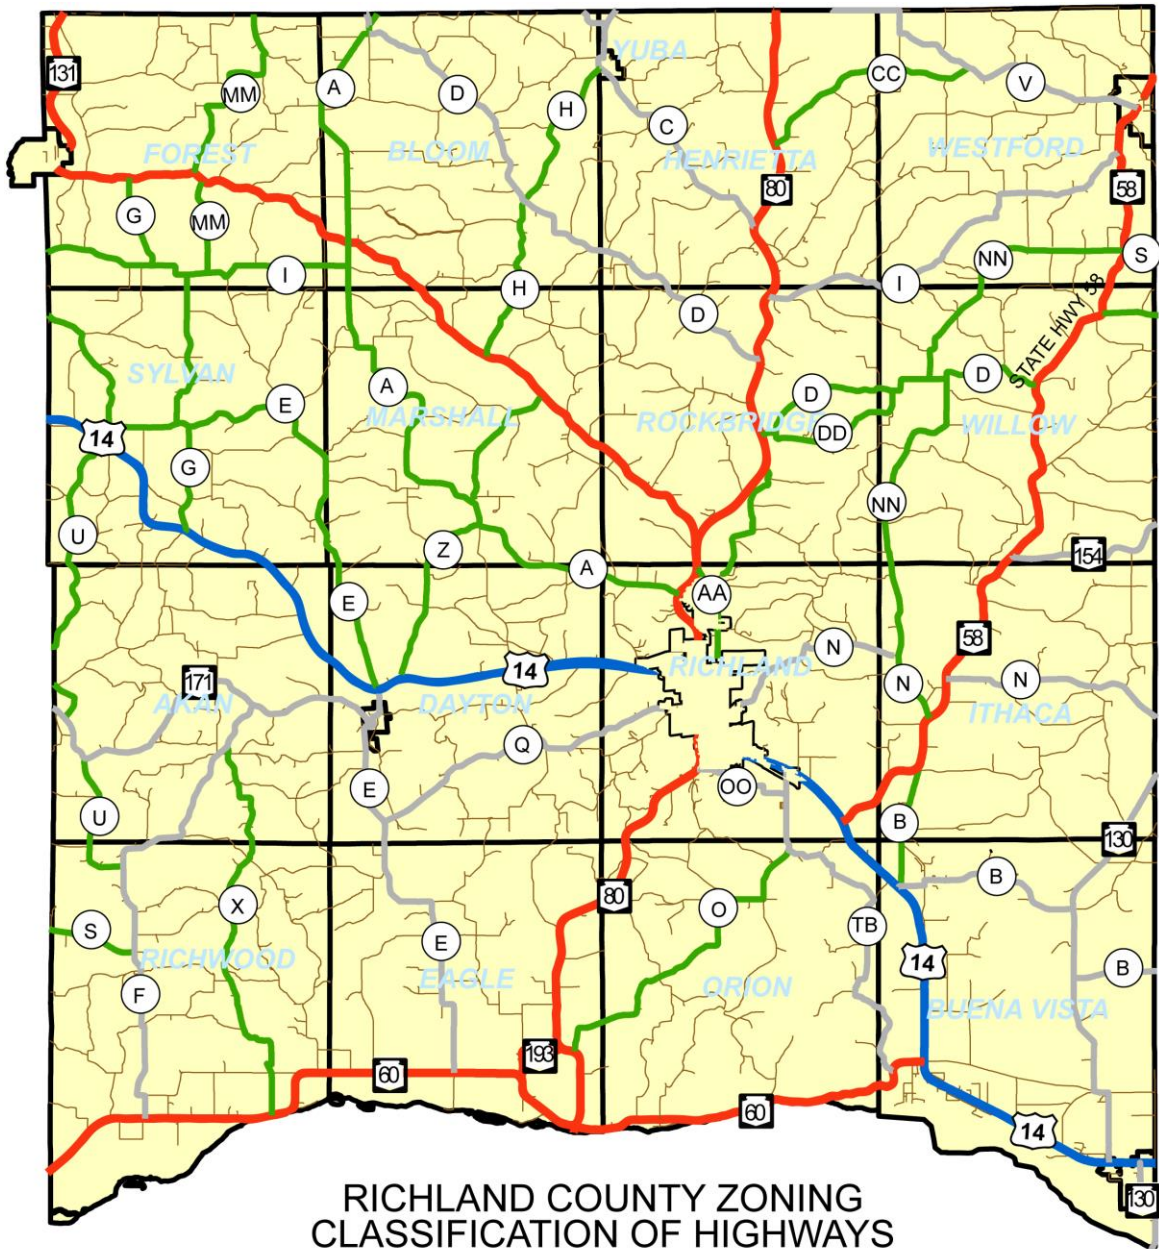 YUBA
131
MM
A
D
H
CC
V
C
FOREST
BLOOM
HENRIETTA
WESTFORD
80
58
G
MM
S
NN
I
I
H
D
STATE HWY 58
SYLVAN
A
D
D
E
MARSHALL
ROCKBRIDGE
WILLOW
DD
14
G
NN
U
Z
154
A
AA
E
58
N
14
RICHLAND
171
N
N
AKAN
DAYTON
ITHACA
Q
E
OO
U
B
130
B
80
X
O
TB
S
E
RICHWOOD
14
B
EAGLE
ORION
F
BUENA VISTA
193
60
60
14
RICHLAND COUNTY ZONING
130
CLASSIFICATION OF HIGHWAYS